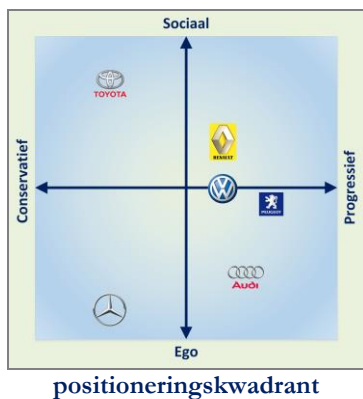 Sociaal
TOYOTA
RENAULT
Conservatief
Progressief
PEUGEOT
Audi
Ego
positioneringskwadrant